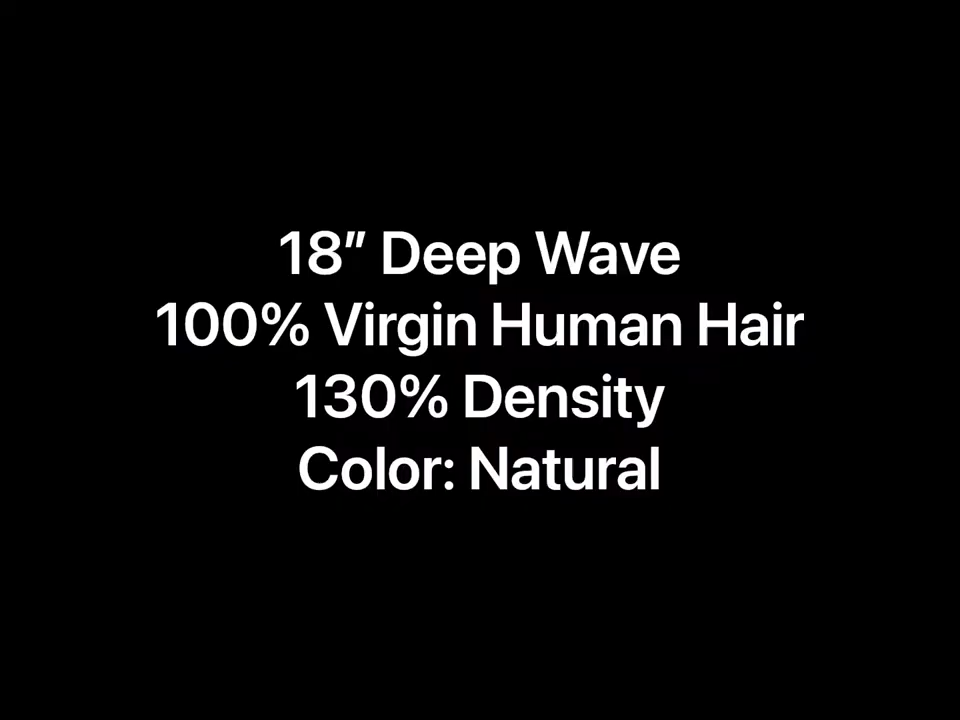 18” Deep Wave
100% Virgin Human Hair
130% Density
Color: Natural